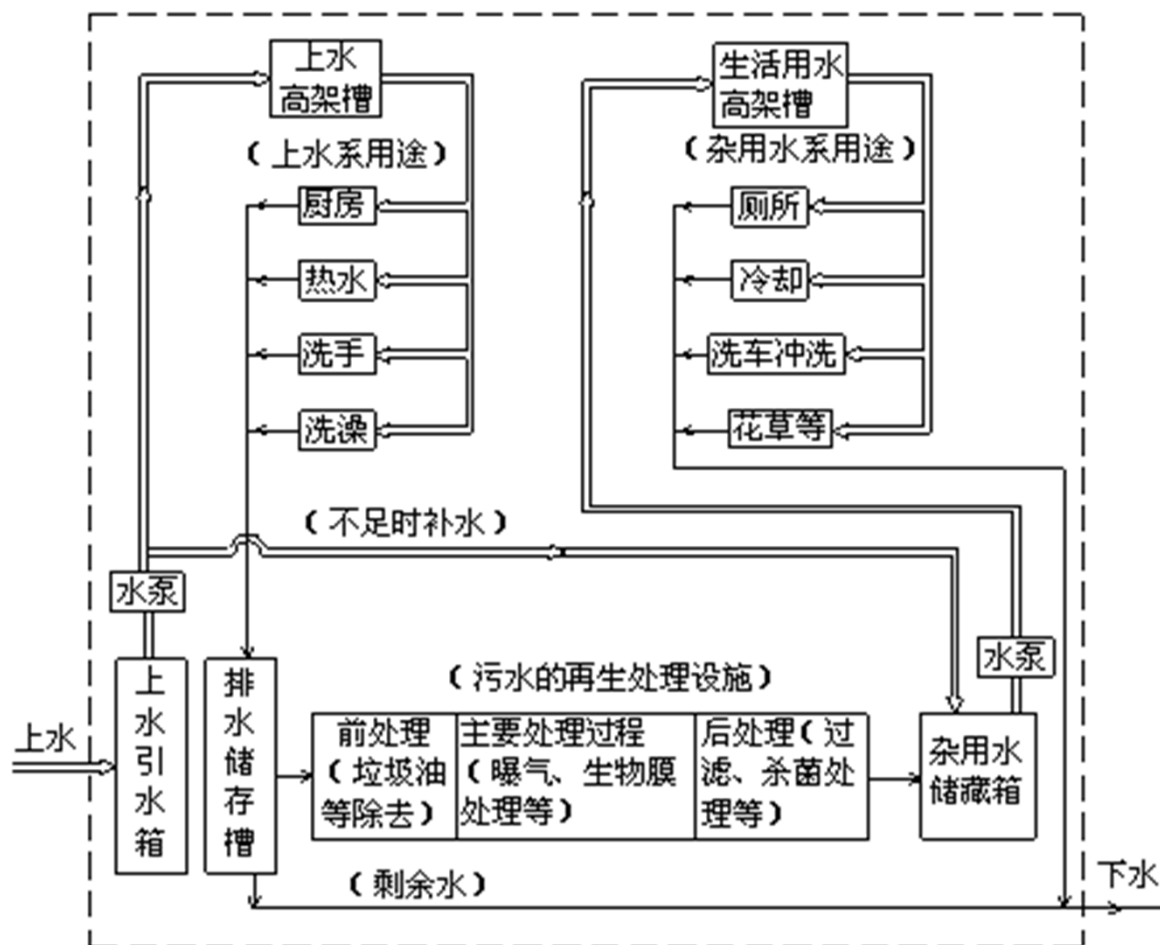 上水
高架槽
生活用水
高架槽
(上水系用途)
(杂用水系用途)
厨房
厕所
热水
冷却
洗手
洗车冲洗
洗澡
花草等
(不足时补水)
水泵
水泵
上
水
引
水
箱
排
水
储
存
槽
(污水的再生处理设施)
上水
前处理
(垃圾油
等除去)
主要处理过程
(曝气、生物膜
处理等)
后处理(过
滤、杀菌处
理等)
杂用水
储藏箱
(剩余水)
下水